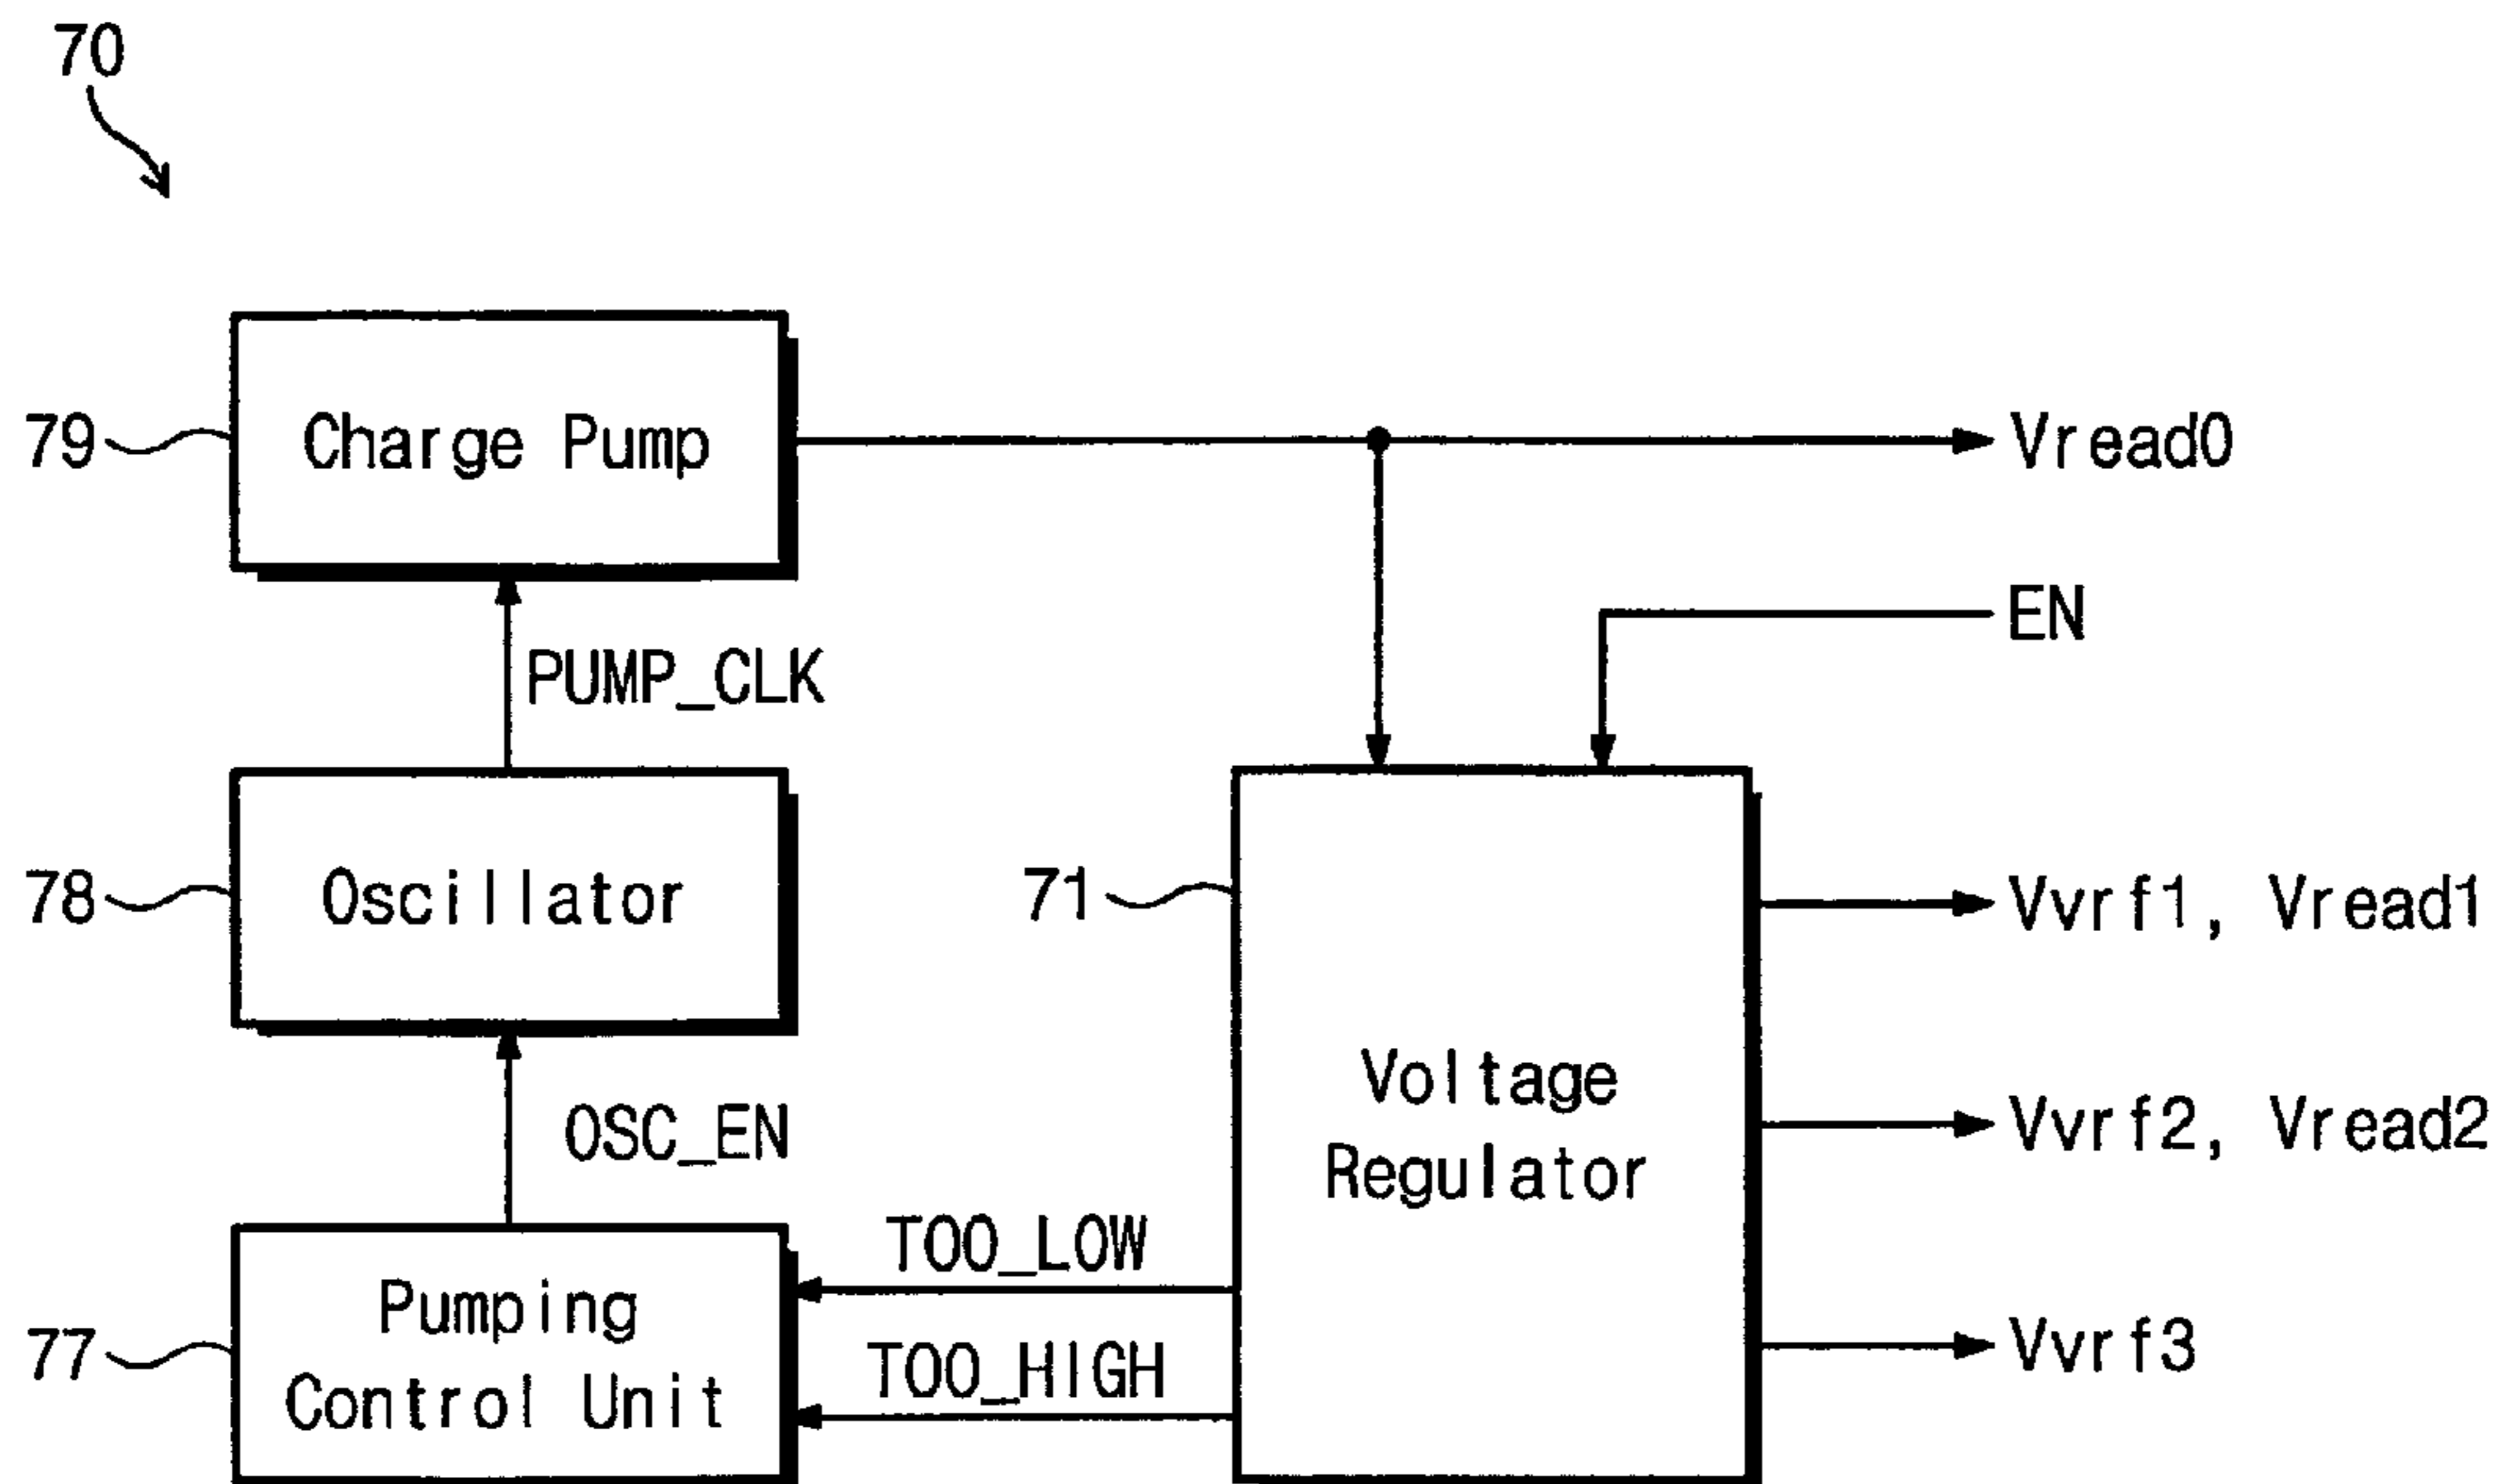 70
79
Charge Pump
Vread0
EN
PUMP_CLK
78
Oscillator
71
Vvrf1, Vread1
Voltage
Regulator
Vvrf2, Vread2
OSC_EN
TOO_LOW
77
Pumping
Control Unit
TOO_HIGH
Vvrf3